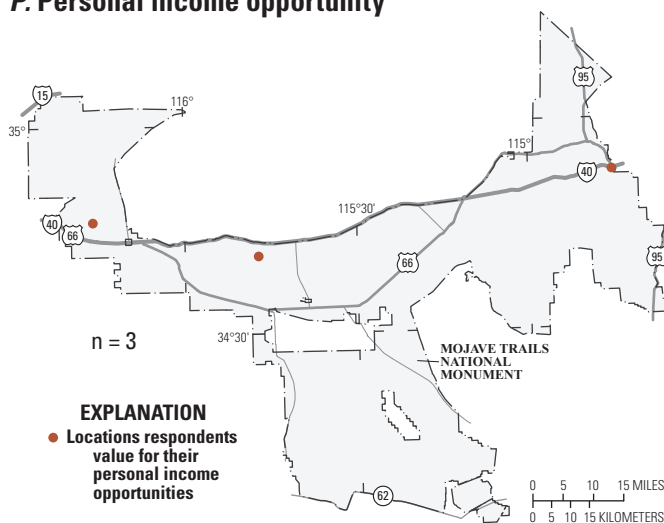 P. Personal income opportunity
15
116°
35°
95
115°
40
115°30'
40
66
66
95
34°30'
n = 3
MOJAVE TRAILS
NATIONAL
MONUMENT
EXPLANATION
Locations respondents
value for their
personal income
opportunities
62
0 5 10 15 MILES
0 5 10 15 KILOMETERS